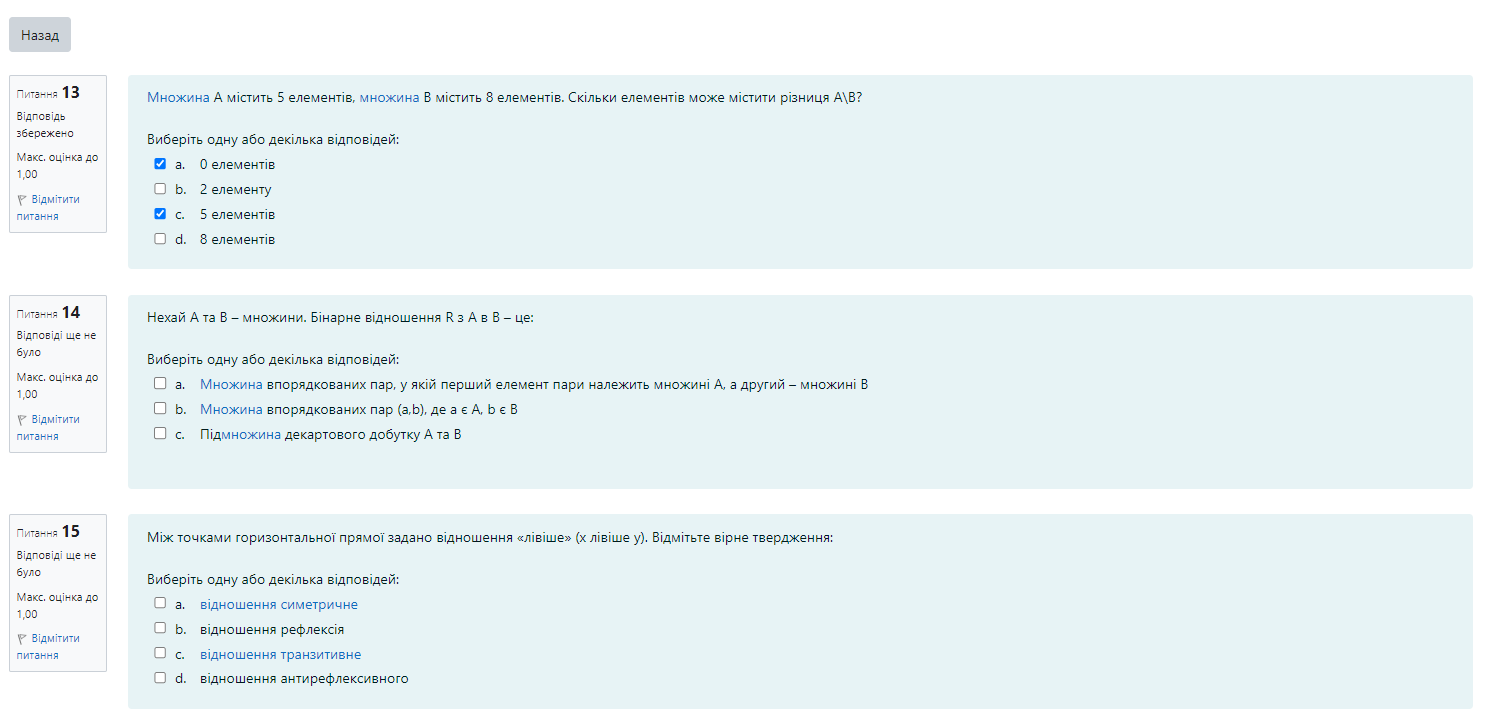 Назад
Питання 13
Відповідь
збережено
Макс. оцінка до
1,00
Відмітити
питання
Множина А містить 5 елементів, множина В містить 8 елементів. Скільки елементів може містити різниця А\В?
Виберіть одну або декілька відповідей:
a. 0 елементів
b. 2 елементу
c. 5 елементів
d. 8 елементів
Питання 14
Відповіді ще не
було
Макс. оцінка до
1,00
Відмітити
питання
Нехай А та В – множини. Бінарне відношення R з А в В – це:
Виберіть одну або декілька відповідей:
a. Множина впорядкованих пар, у якій перший елемент пари належить множині А, а другий – множині В
b. Множина впорядкованих пар (a,b), де a є A, b є B
c. Підмножина декартового добутку А та В
Питання 15
Відповіді ще не
було
Макс. оцінка до
1,00
Відмітити
питання
Між точками горизонтальної прямої задано відношення «лівіше» (х лівіше у). Відмітьте вірне твердження:
Виберіть одну або декілька відповідей:
a. відношення симетричне
b. відношення рефлексія
c. відношення транзитивне
d. відношення антирефлексивного